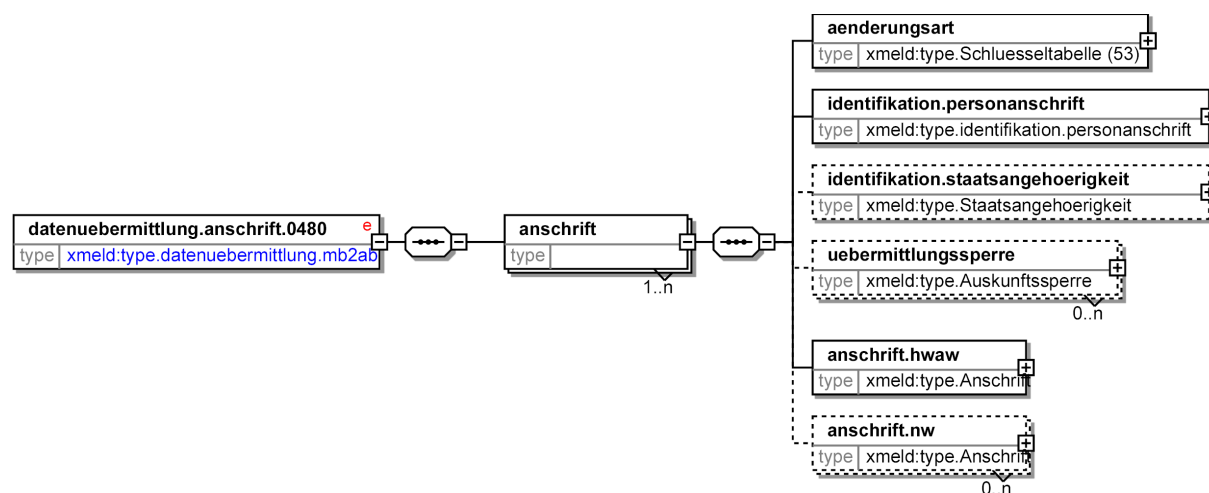 aenderungsart
type xmeld:type.Schluesseltabelle (53)
identifikation.personanschrift
type xmeld:type.identifikation.personanschrift
identifikation.staatsangehoerigkeit
type xmeld:type.Staatsangehoerigkeit
datenuebermittlung.anschrift.0480 e
type xmeld:type.datenuebermittlung.mb2ab
anschrift
type
1..n
uebermittlungssperre
type xmeld:type.Auskunftssperre
0..n
anschrift.hwaw
type xmeld:type.Anschrift
anschrift.nw
type xmeld:type.Anschrift
0..n